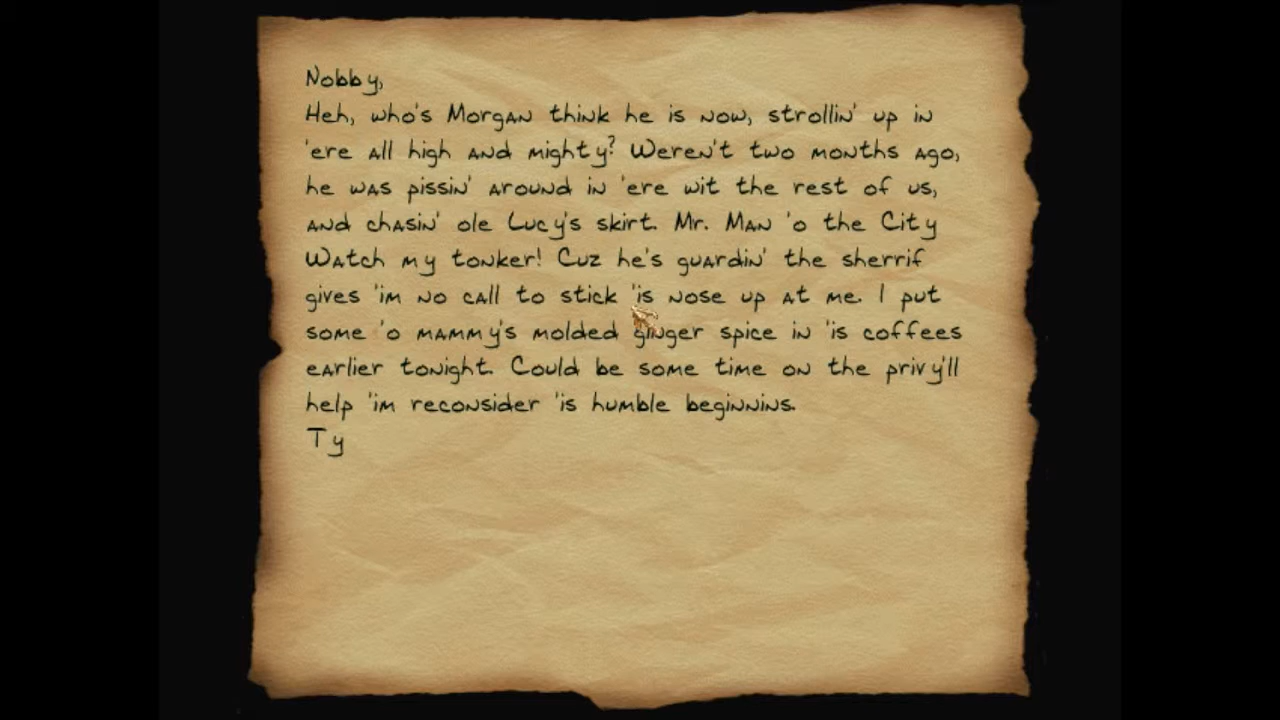 Nobby,
Heh, who's Morgan think he is now, strollin' up in
'ere all high and mighty? Weren't two months ago,
he was pissin' around in 'ere wit the rest of us,
and chasin' ole Lucy's skirt. Mr. Man 'o the City
Watch my tonker! Cuz he's guardin' the sherrif
gives 'im no call to stick 'is nose up at me. I put
some 'o mammy's molded ginger spice in 'is coffees
earlier tonight. Could be some time on the privy'll
help 'im reconsider 'is humble beginnins.
Ty